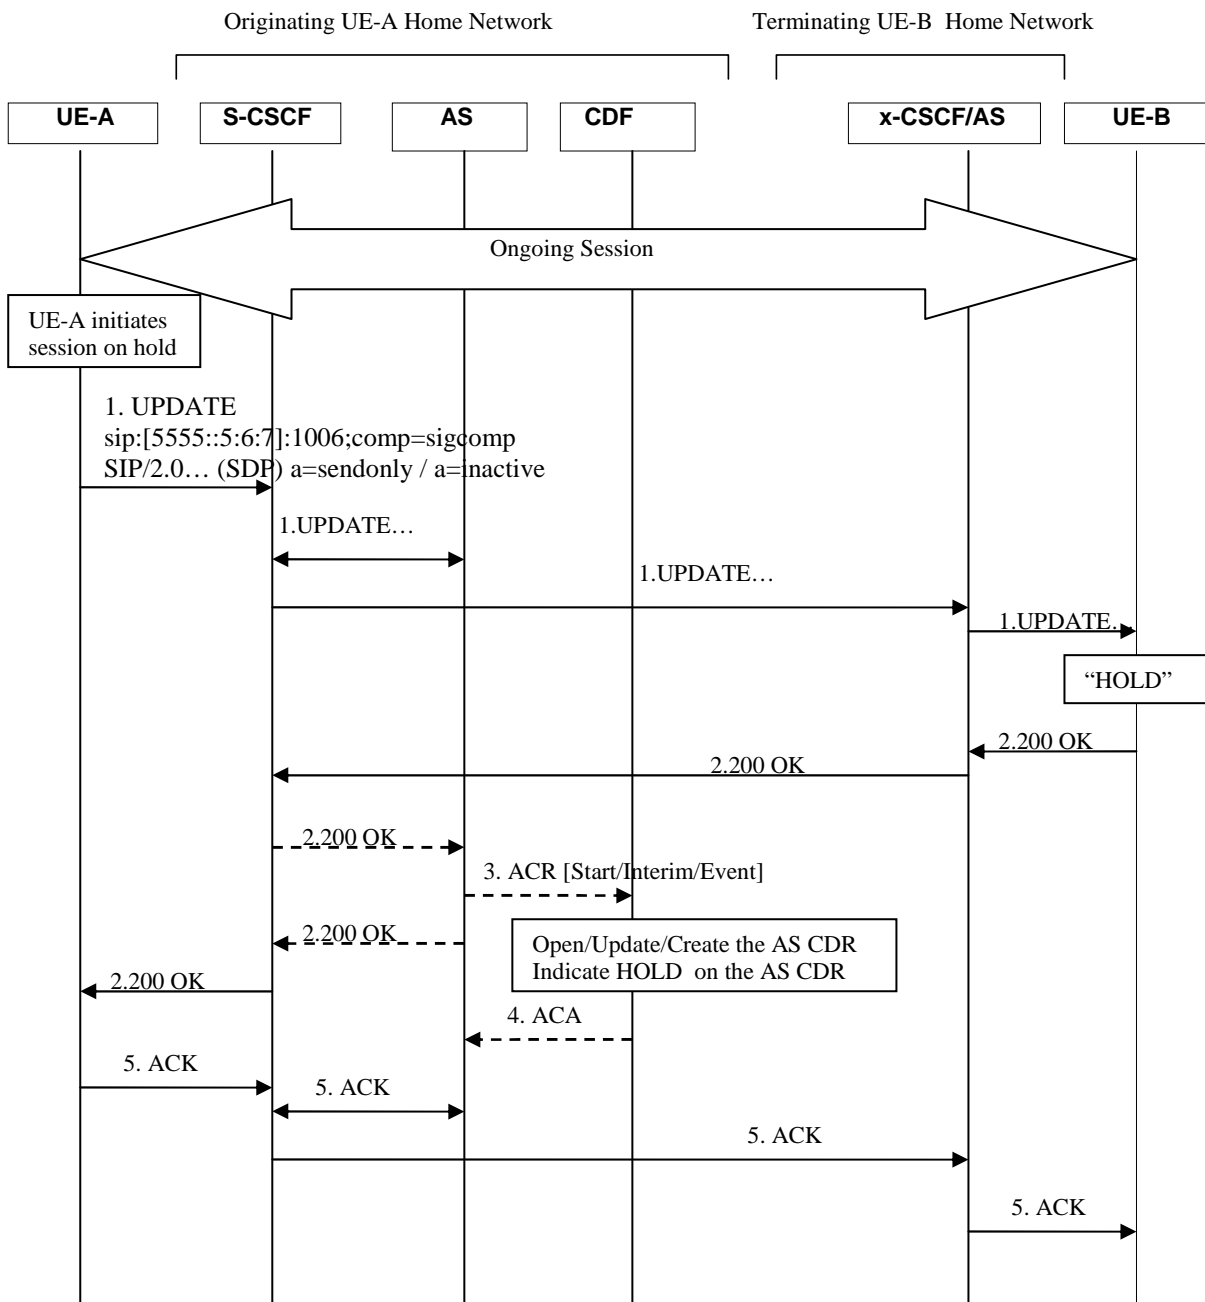 Originating UE-A Home Network
Terminating UE-B  Home Network
UE-A
S-CSCF
AS
CDF
x-CSCF/AS
UE-B
Ongoing Session
UE-A initiates
session on hold
1. UPDATE
sip:[5555::5:6:7]:1006;comp=sigcomp
SIP/2.0… (SDP) a=sendonly / a=inactive
1.UPDATE…
1.UPDATE…
1.UPDATE…
“HOLD”
2.200 OK
2.200 OK
2.200 OK
3. ACR [Start/Interim/Event]
2.200 OK
Open/Update/Create the AS CDR
Indicate HOLD  on the AS CDR
2.200 OK
4. ACA
5. ACK
5. ACK
5. ACK
5. ACK